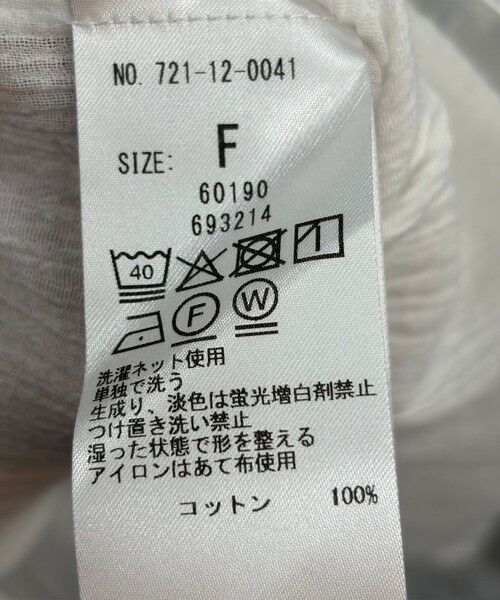 NO. 721-12-0041
SIZE: F
60190
693214
40
F W
洗濯ネット使用
単独で洗う
生成り、淡色は蛍光増白剤禁止
つけ置き洗い禁止
湿った状態で形を整える
アイロンはあて布使用
コットン 100%